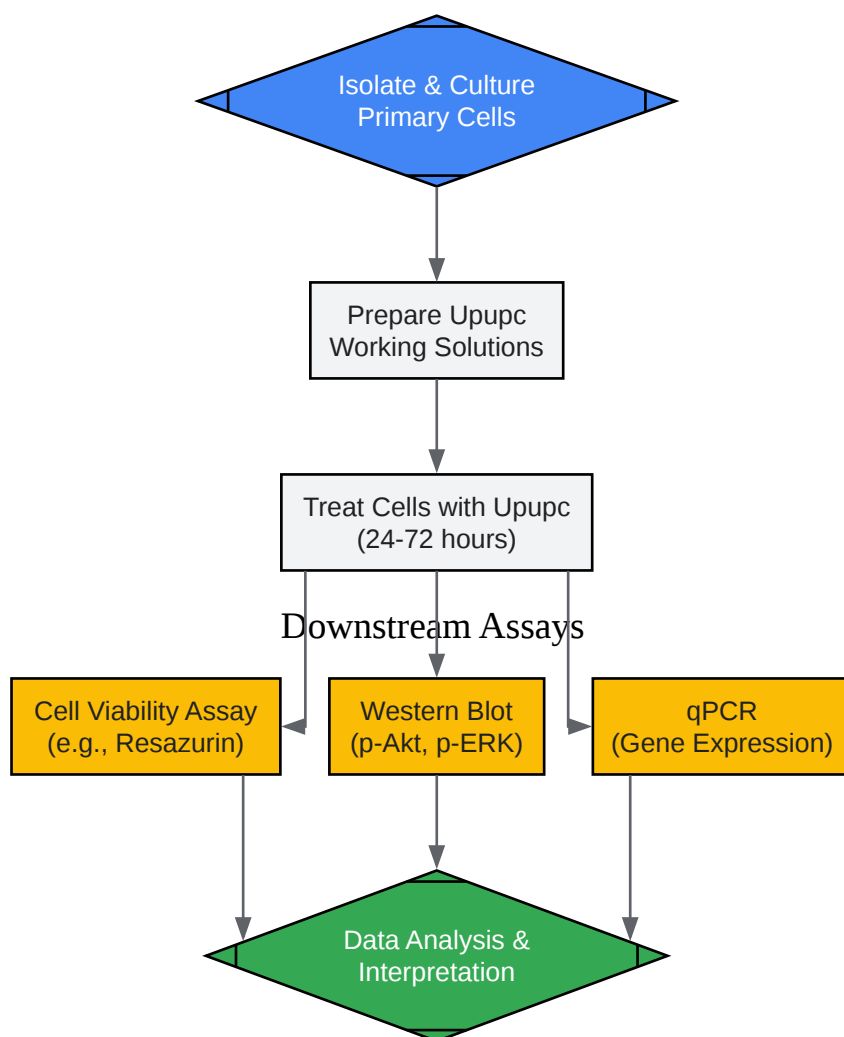 Isolate & Culture
Primary Cells
Prepare Upupc
Working Solutions
Treat Cells with Upupc
(24-72 hours)
Downstream Assays
Cell Viability Assay
(e.g., Resazurin)
Western Blot
(p-Akt, p-ERK)
qPCR
(Gene Expression)
Data Analysis &
Interpretation